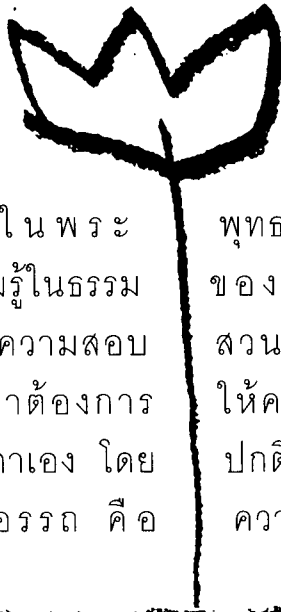 ในพระ พุทธ
รู้ในธรรม ของ
ความสอบ สวน
าต้องการ ให้ค
าเอง โดย ปกติ
อรรถ คือ ควา